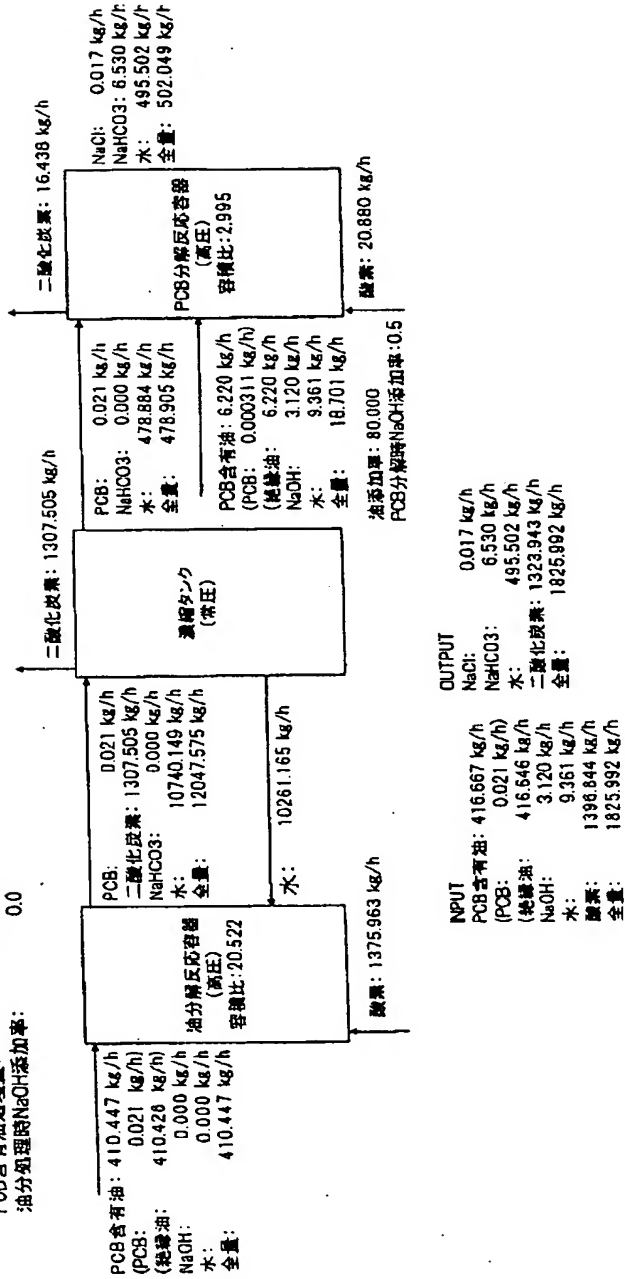 油分処理時NaOH添加率: 0.0
PCB含有油: 410.447 kg/h
(PCB: 0.021 kg/h)
(絶縁油: 410.426 kg/h)
NaOH: 0.000 kg/h
水: 0.000 kg/h
全量: 410.447 kg/h
油分解反応容器
(高圧)
容積比:20.522
酸素: 1375.963 kg/h
PCB: 0.021 kg/h
二酸化炭素: 1307.505 kg/h
NaHCO3: 0.000 kg/h
水: 10740.149 kg/h
全量: 12047.575 kg/h
水: 10261.165 kg/h
二酸化炭素: 1307.505 kg/h
濃縮タンク
(常圧)
PCB: 0.021 kg/h
NaHCO3: 0.000 kg/h
水: 478.884 kg/h
全量: 478.905 kg/h
PCB含有油: 6.220 kg/h
(PCB: 0.000311 kg/h)
(絶縁油: 6.220 kg/h
NaOH: 3.120 kg/h
水: 9.361 kg/h
全量: 18.701 kg/h
油添加率: 80.000
PCB分解時NaOH添加率:0.5
二酸化炭素: 16.438 kg/h
PCB分解反応容器
(高圧)
容積比:2.995
酸素: 20.880 kg/h
NaCl: 0.017 kg/h
NaHCO3: 6.530 kg/h
水: 495.502 kg/h
全量: 502.049 kg/h
INPUT
PCB含有油: 416.667 kg/h
(PCB: 0.021 kg/h)
(絶縁油: 416.646 kg/h
NaOH: 3.120 kg/h
水: 9.361 kg/h
酸素: 1396.844 kg/h
全量: 1825.992 kg/h
OUTPUT
NaCl: 0.017 kg/h
NaHCO3: 6.530 kg/h
水: 495.502 kg/h
二酸化炭素: 1323.943 kg/h
全量: 1825.992 kg/h